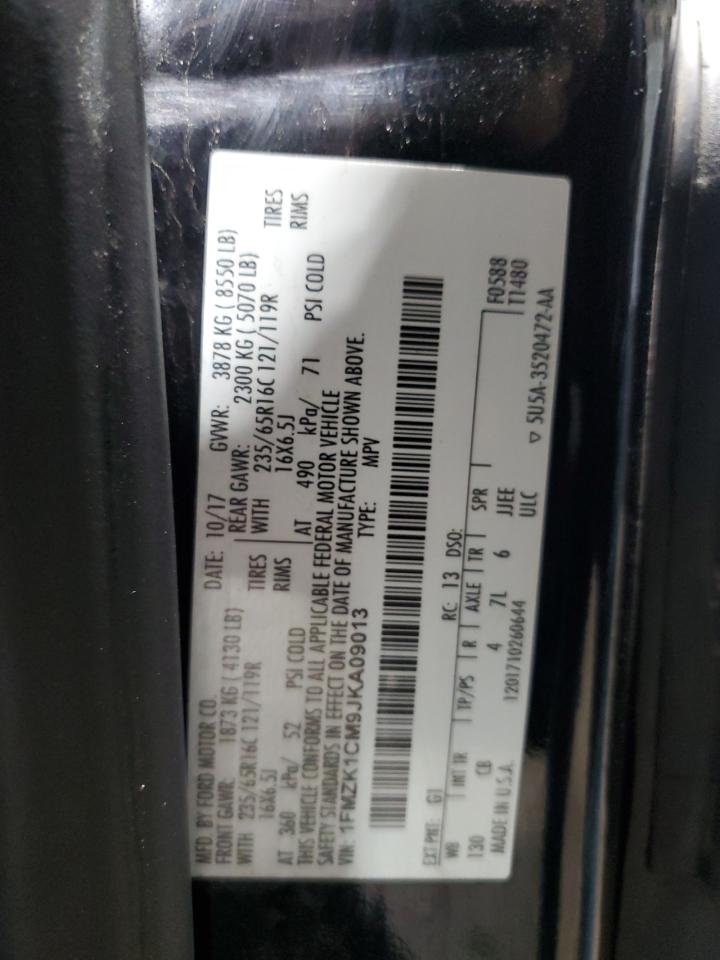 MFD. BY FORD MOTOR CO.
DATE: 10/17 GVWR: 3878 KG ( 8550 LB)
FRONT GAWR: 1873 KG ( 4130 LB) REAR GAWR: 2300 KG ( 5070 LB)
WITH 235/65R16C 121/119R TIRES WITH 235/65R16C 121/119R TIRES
16X6.5J RIMS 16X6.5J RIMS
AT 360 kPa/ 52 PSI COLD AT 490 kPa/ 71 PSI COLD
THIS VEHICLE CONFORMS TO ALL APPLICABLE FEDERAL MOTOR VEHICLE
SAFETY STANDARDS IN EFFECT ON THE DATE OF MANUFACTURE SHOWN ABOVE.
VIN: 1FMZK1CM9JKA09013 TYPE: MPV
EXT PNT: G1 RC: 13 DSO:
WB INT TR TP/PS R AXLE TR SPR F0588
130 CB 4 7L 6 JJEE T1480
MADE IN U.S.A. 1201710260644 ULC
▽ 5U5A-3520472-AA